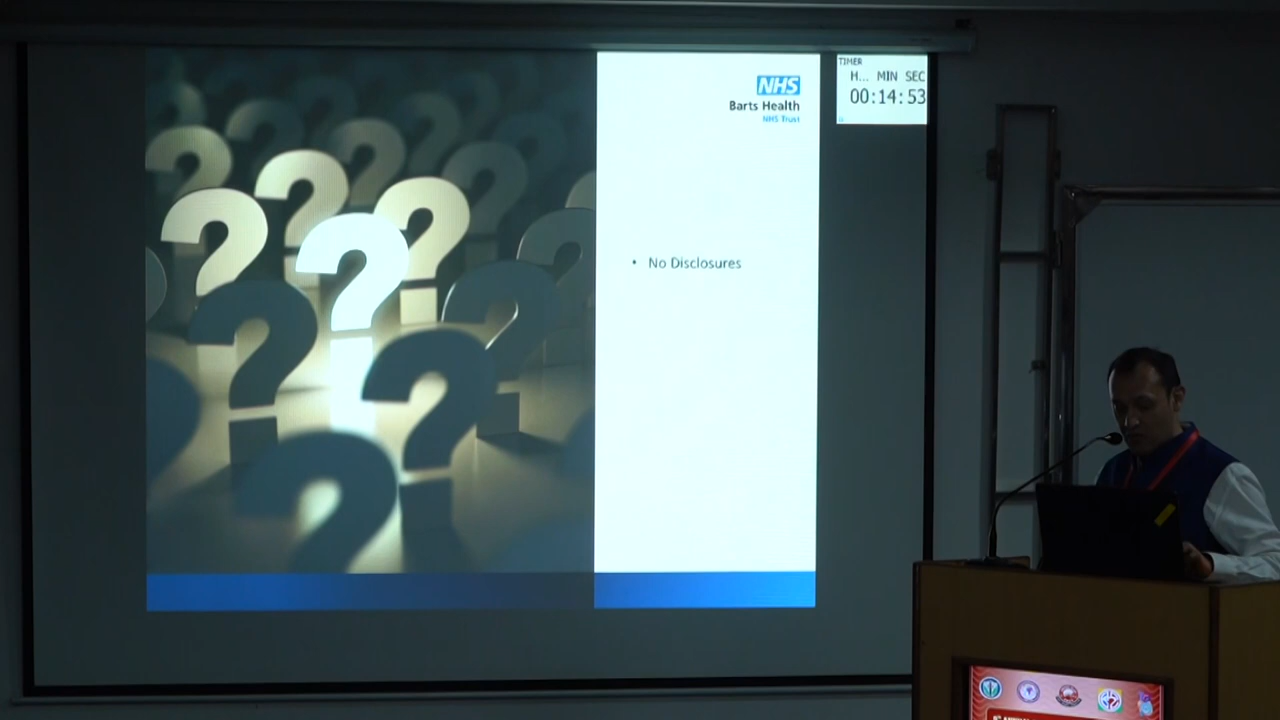 NHS
Barts Health
NHS Trust
• No Disclosures
TIMER
H... MIN SEC
00:14:53